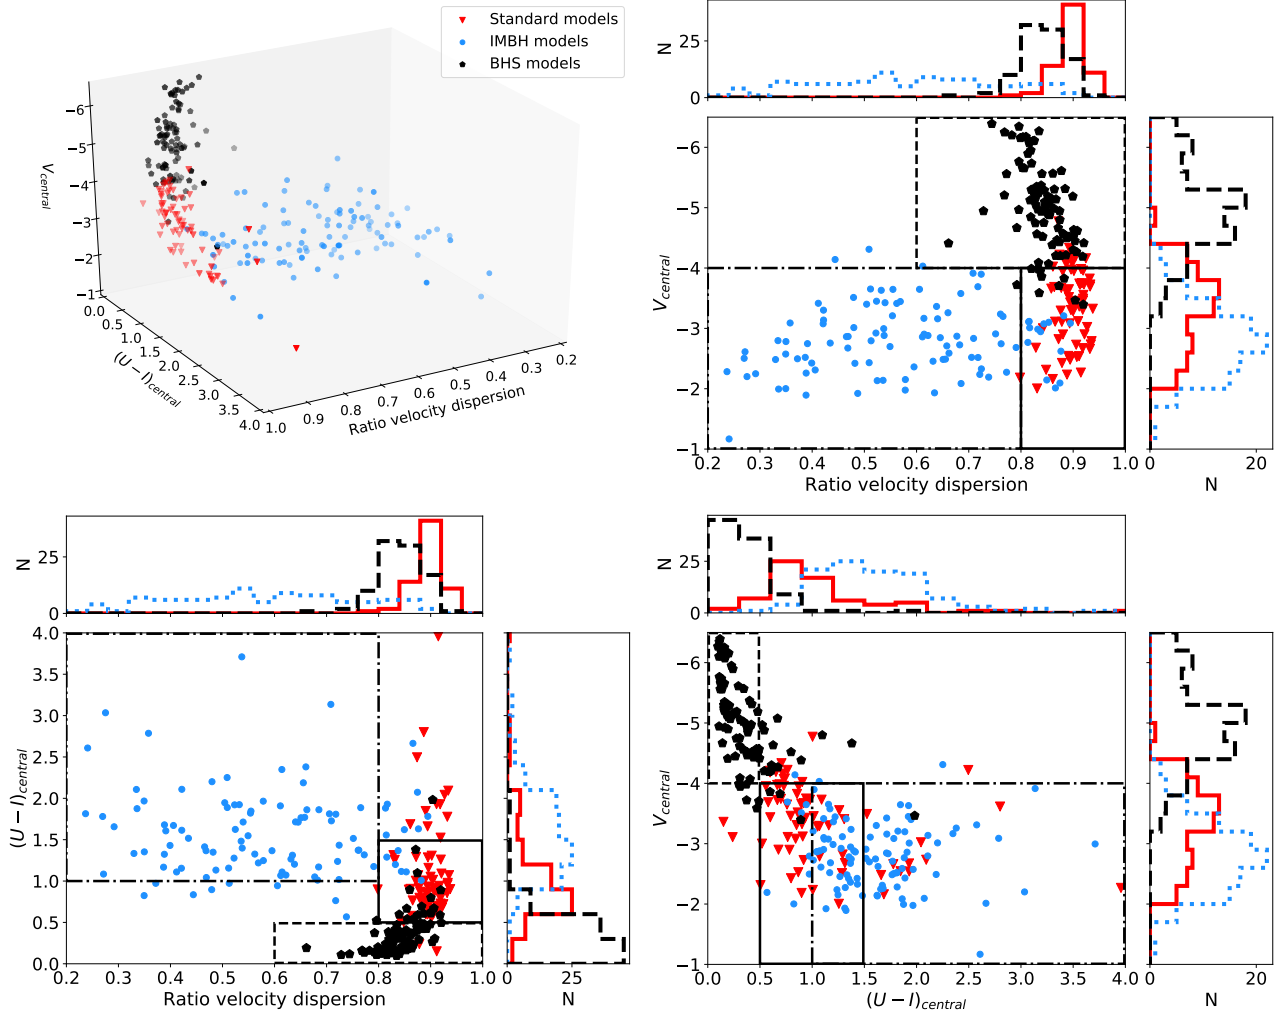 Standard models
IMBH models
BHS models
−6
−5
−4
−3
−2
−1
V_central
0.0
0.5
1.0
1.5
2.0
2.5
3.0
3.5
4.0
(U − I)_central
1.0
0.9
0.8
0.7
0.6
0.5
0.4
0.3
0.2
Ratio velocity dispersion
N
25
0
V_central
−6
−5
−4
−3
−2
−1
0.2 0.3 0.4 0.5 0.6 0.7 0.8 0.9 1.0
Ratio velocity dispersion
0 20
N
N
25
0
(U − I)_central
4.0
3.5
3.0
2.5
2.0
1.5
1.0
0.5
0.0
0.2 0.3 0.4 0.5 0.6 0.7 0.8 0.9 1.0
Ratio velocity dispersion
0 25
N
N
25
0
V_central
−6
−5
−4
−3
−2
−1
0.0 0.5 1.0 1.5 2.0 2.5 3.0 3.5 4.0
(U − I)_central
0 20
N